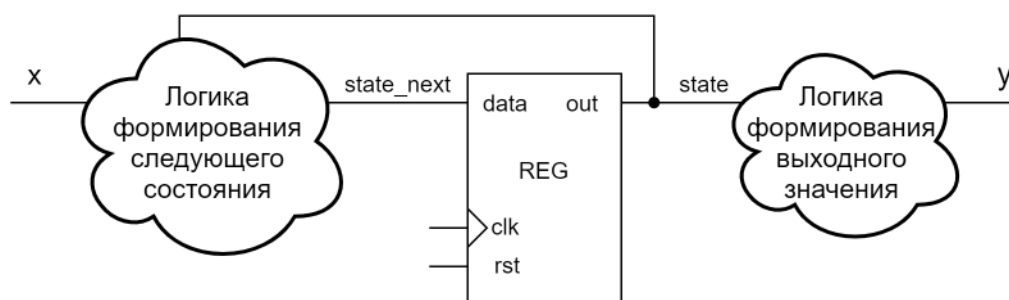 x
Логика
формирования
следующего
состояния
state_next
data
out
REG
clk
rst
state
Логика
формирования
выходного
значения
y